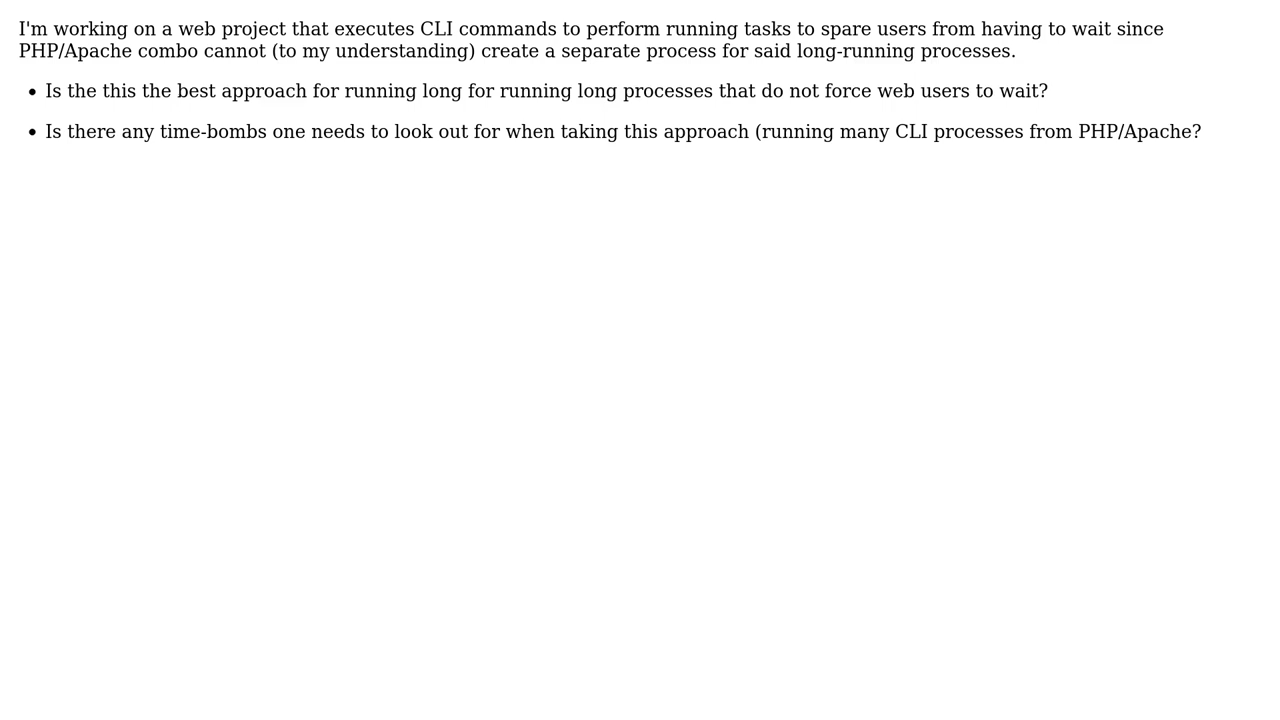 I'm working on a web project that executes CLI commands to perform running tasks to spare users from having to wait since
PHP/Apache combo cannot (to my understanding) create a separate process for said long-running processes.
• Is the this the best approach for running long for running long processes that do not force web users to wait?
• Is there any time-bombs one needs to look out for when taking this approach (running many CLI processes from PHP/Apache?